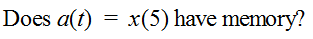 Does a(t) = x(5) have memory?